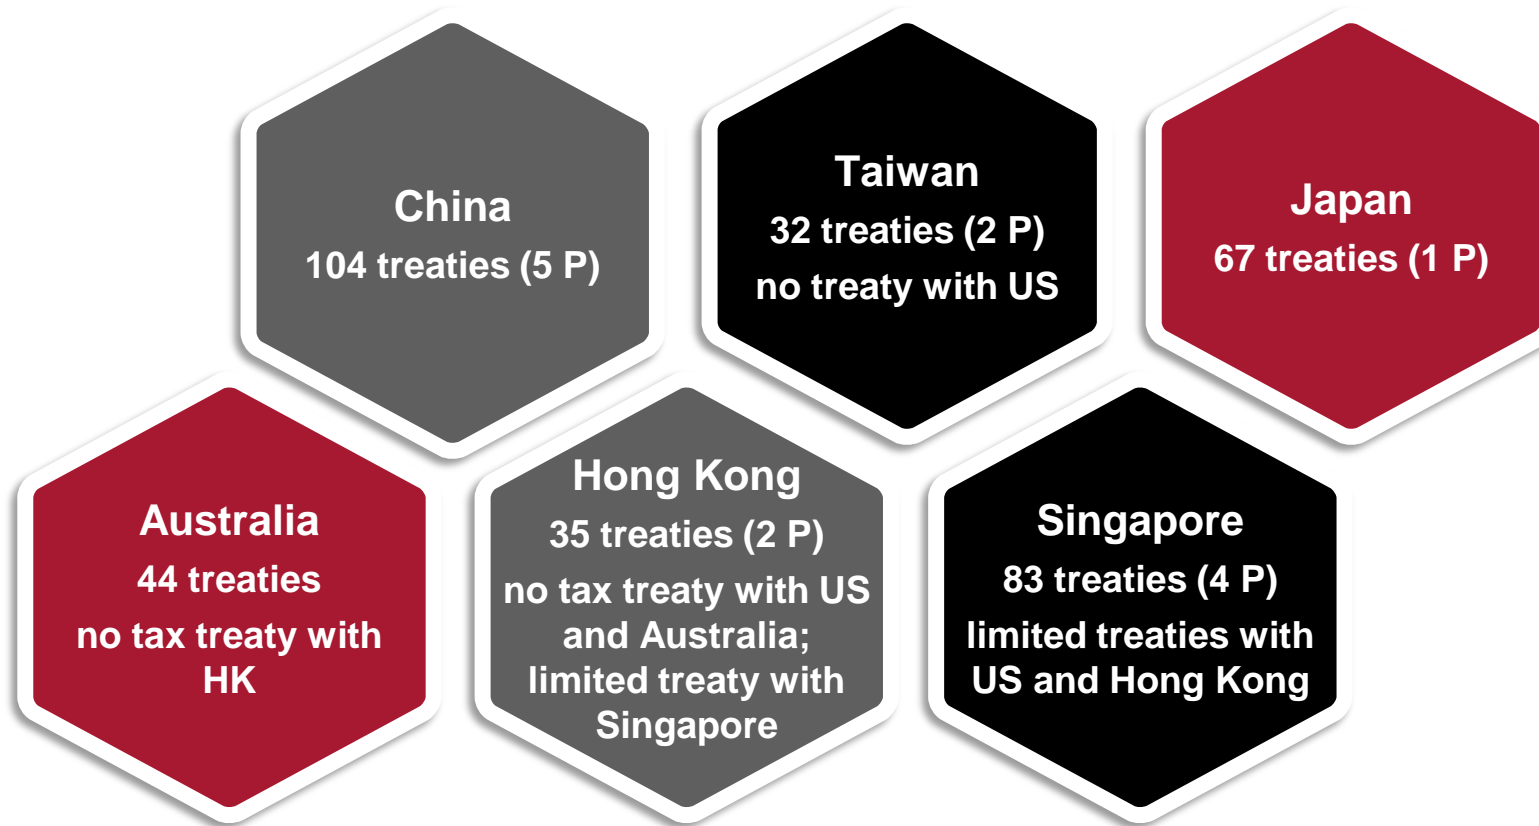 China
104 treaties (5 P)
Taiwan
32 treaties (2 P)
no treaty with US
Japan
67 treaties (1 P)
Australia
44 treaties
no tax treaty with
HK
Hong Kong
35 treaties (2 P)
no tax treaty with US
and Australia;
limited treaty with
Singapore
Singapore
83 treaties (4 P)
limited treaties with
US and Hong Kong